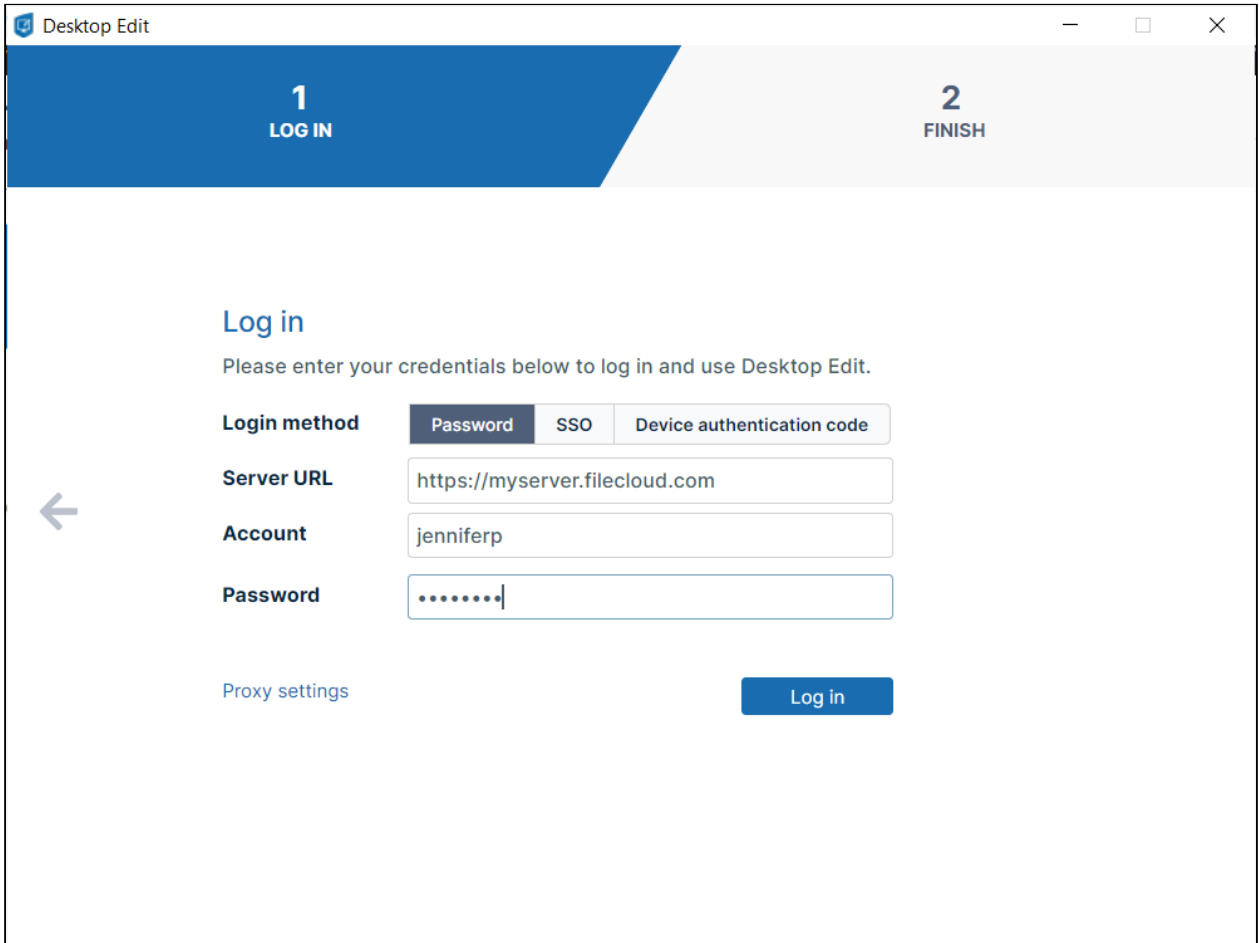 Desktop Edit
1
LOG IN
2
FINISH
Log in
Please enter your credentials below to log in and use Desktop Edit.
Login method Password SSO Device authentication code
Server URL https://myserver.filecloud.com
Account jenniferp
Password ••••••••
Proxy settings Log in